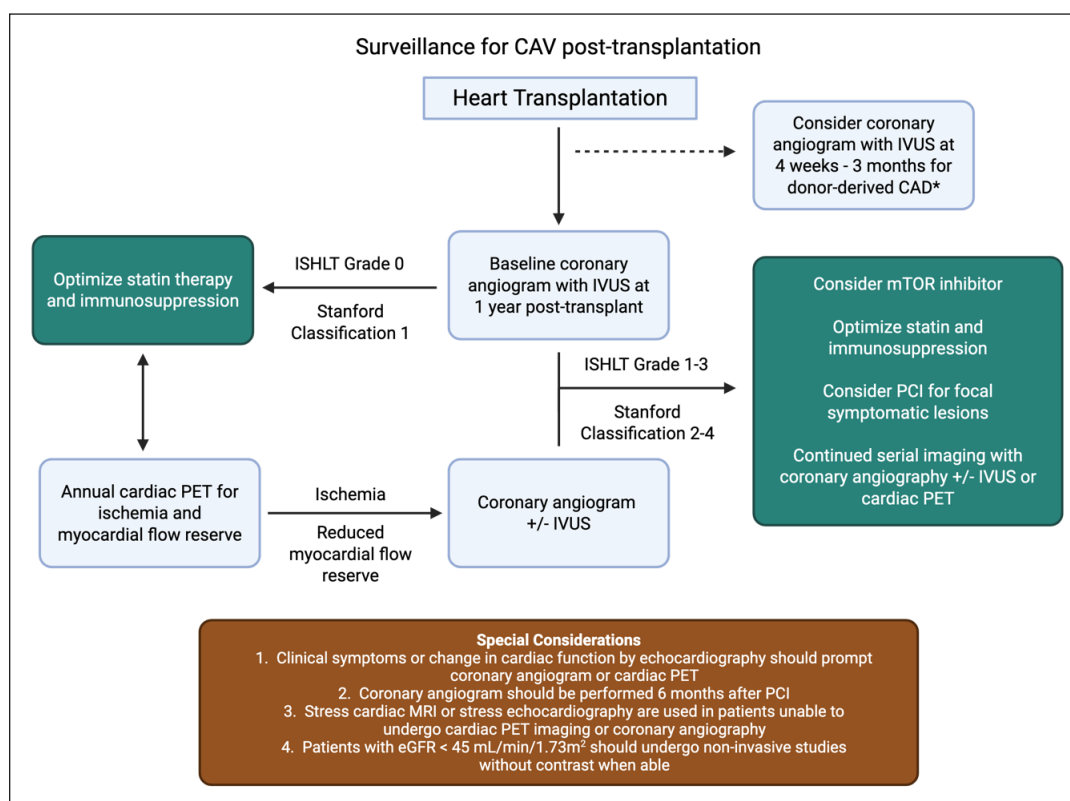 Surveillance for CAV post-transplantation
Heart Transplantation
Consider coronary
angiogram with IVUS at
4 weeks - 3 months for
donor-derived CAD*
Optimize statin therapy
and immunosuppression
ISHLT Grade 0
Stanford
Classification 1
Baseline coronary
angiogram with IVUS at
1 year post-transplant
ISHLT Grade 1-3
Stanford
Classification 2-4
Consider mTOR inhibitor
Optimize statin and
immunosuppression
Consider PCI for focal
symptomatic lesions
Continued serial imaging with
coronary angiography +/- IVUS or
cardiac PET
Annual cardiac PET for
ischemia and
myocardial flow reserve
Ischemia
Reduced
myocardial flow
reserve
Coronary angiogram
+/- IVUS
Special Considerations
1. Clinical symptoms or change in cardiac function by echocardiography should prompt
coronary angiogram or cardiac PET
2. Coronary angiogram should be performed 6 months after PCI
3. Stress cardiac MRI or stress echocardiography are used in patients unable to
undergo cardiac PET imaging or coronary angiography
4. Patients with eGFR < 45 mL/min/1.73m² should undergo non-invasive studies
without contrast when able